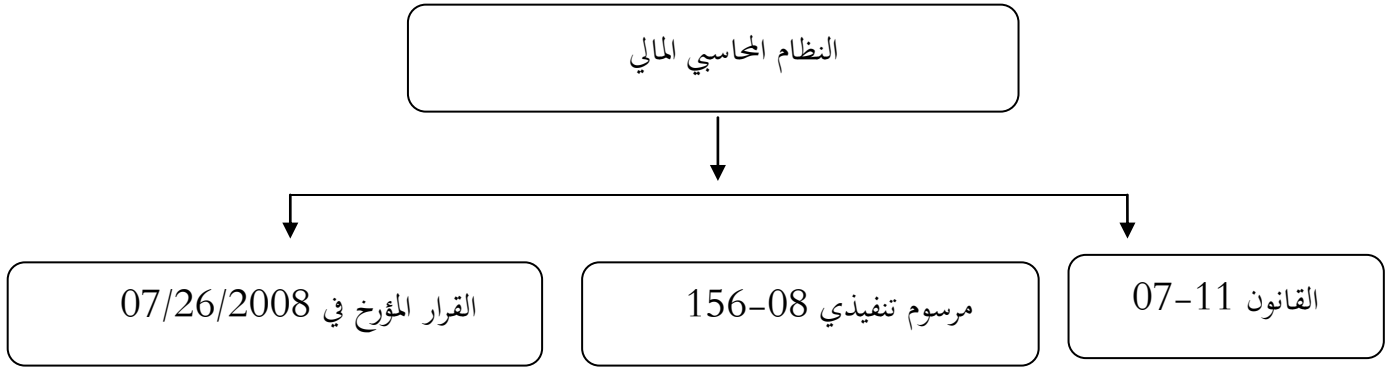 النظام المحاسبي المالي
القانون 11-07
مرسوم تنفيذي 08-156
القرار المؤرخ في 07/26/2008